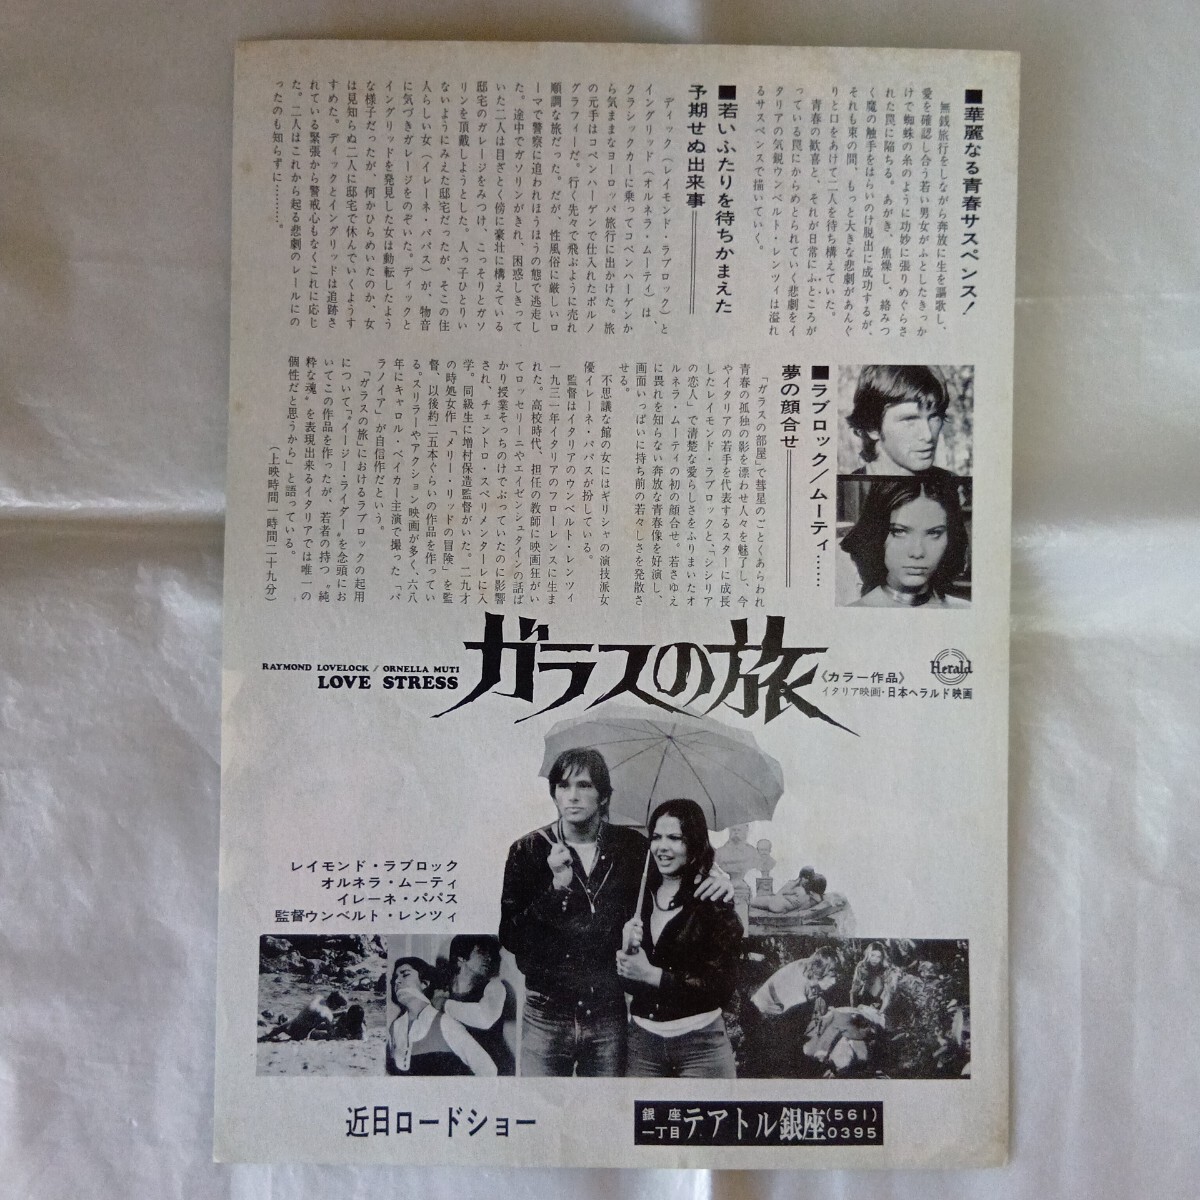 ■華麗なる青春サスペンス！
無銭旅行をしながら奔放に生を謳歌し、
愛を確認し合う若い男女がふとしたきっか
けで蜘蛛の糸のように功妙に張りめぐらさ
れた罠に陥ちる。あがき、焦燥し、絡みつ
く魔の触手をはらいのけ脱出に成功するが、
それも束の間、もっと大きな悲劇があんぐ
りと口をあけて二人を待ち構えていた。
青春の歓喜と、それが日常にふところが
っている罠にからめとられていく悲劇をイ
タリアの気鋭ウンベルト・レンツィは溢れ
るサスペンスで描いていく。
■若いふたりを待ちかまえた
予期せぬ出来事
ディック（レイモンド・ラブロック）と
イングリッド（オルネラ・ムーティ）は、
クラシックカーに乗ってコペンハーゲンか
ら気ままなヨーロッパ旅行に出かけた。旅
の元手はコペンハーゲンで仕入れたポルノ
グラフィーだ。行く先々で飛ぶように売れ
順調な旅だった。だが、性風俗に厳しいロ
ーマで警察に追われほうほうの態で逃走し
た。途中でガソリンがきれ、困惑しきって
いた二人は目ざとく傍に豪壮に構えている
邸宅のガレージをみつけ、こっそりとガソ
リンを頂戴しようとした。人っ子ひとりい
ないようにみえた邸宅だったが、そこの住
人らしい女（イレーネ・パパス）が、物音
に気づきガレージをのぞいた。ディックと
イングリッドを発見した女は動転したよう
な様子だったが、何かひらめいたのか、女
は見知らぬ二人に邸宅で休んでいくようす
すめた。ディックとイングリッドは追跡さ
れている緊張から警戒心もなくこれに応じ
た。二人はこれから起る悲劇のレールにの
ったのも知らずに………。
■ラブロック／ムーティ……
夢の顔合せ
「ガラスの部屋」で彗星のごとくあらわれ
青春の孤独の影を漂わせ人々を魅了し、今
やイタリアの若手を代表するスターに成長
したレイモンド・ラブロックと、「シシリア
の恋人」で清楚な愛らしさをふりまいたオ
ルネラ・ムーティの初の顔合せ。若さゆえ
に畏れを知らない奔放な青春像を好演し、
画面いっぱいに持ち前の若々しさを発散さ
せる。
不思議な館の女にはギリシャの演技派女
優イレーネ・パパスが扮している。
監督はイタリアのウンベルト・レンツィ
一九三一年イタリアのフローレンスに生ま
れた。高校時代、担任の教師に映画狂がい
てロッセリーニやエイゼンシュタインの話ば
かり授業そっちのけでぶっていたのに影響
され、チェントロ・スペリメンターレに入
学。同級生に増村保造監督がいた。二九才
の時処女作「メリー・リッドの冒険」を監
督、以後約二五本ぐらいの作品を作ってい
る。スリラーやアクション映画が多く、六八
年にキャロル・ベイカー主演で撮った「パ
ラノイア」が自信作だという。
「ガラスの旅」におけるラブロックの起用
について〝イージー・ライダー〟を念頭にお
いてこの作品を作ったが、若者の持つ〝純
粋な魂〟を表現出来るイタリアでは唯一の
個性だと思うから」と語っている。
（上映時間一時間二十九分）
RAYMOND LOVELOCK / ORNELLA MUTI
LOVE STRESS
ガラスの旅
《カラー作品》
イタリア映画・日本ヘラルド映画
Herald
レイモンド・ラブロック
オルネラ・ムーティ
イレーネ・パパス
監督ウンベルト・レンツィ
近日ロードショー
銀座
一丁目
テアトル銀座
(561)
0395